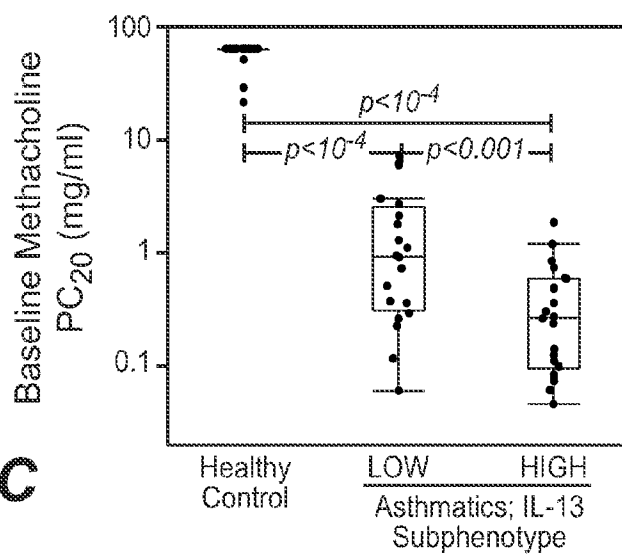 100
10
1
0.1
Baseline Methacholine
PC20 (mg/ml)
p<10-4
p<10-4
p<0.001
Healthy
Control
LOW
HIGH
Asthmatics; IL-13
Subphenotype
C